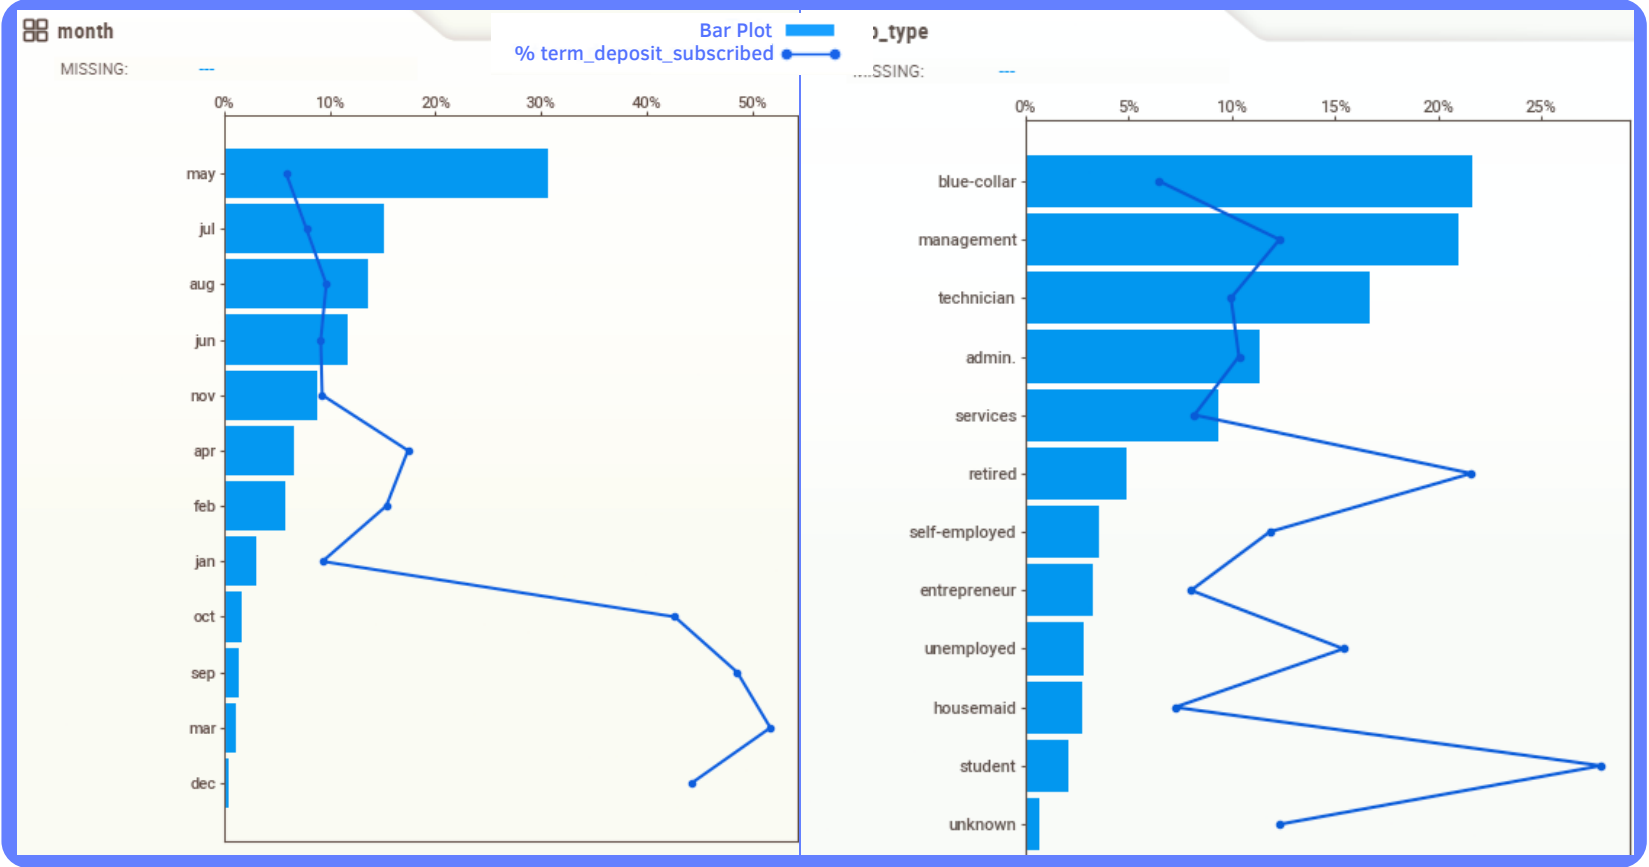 month
MISSING: ---
Bar Plot
% term_deposit_subscribed
0% 10% 20% 30% 40% 50%
may
jul
aug
jun
nov
apr
feb
jan
oct
sep
mar
dec
_type
SSING: ---
0% 5% 10% 15% 20% 25%
blue-collar
management
technician
admin.
services
retired
self-employed
entrepreneur
unemployed
housemaid
student
unknown